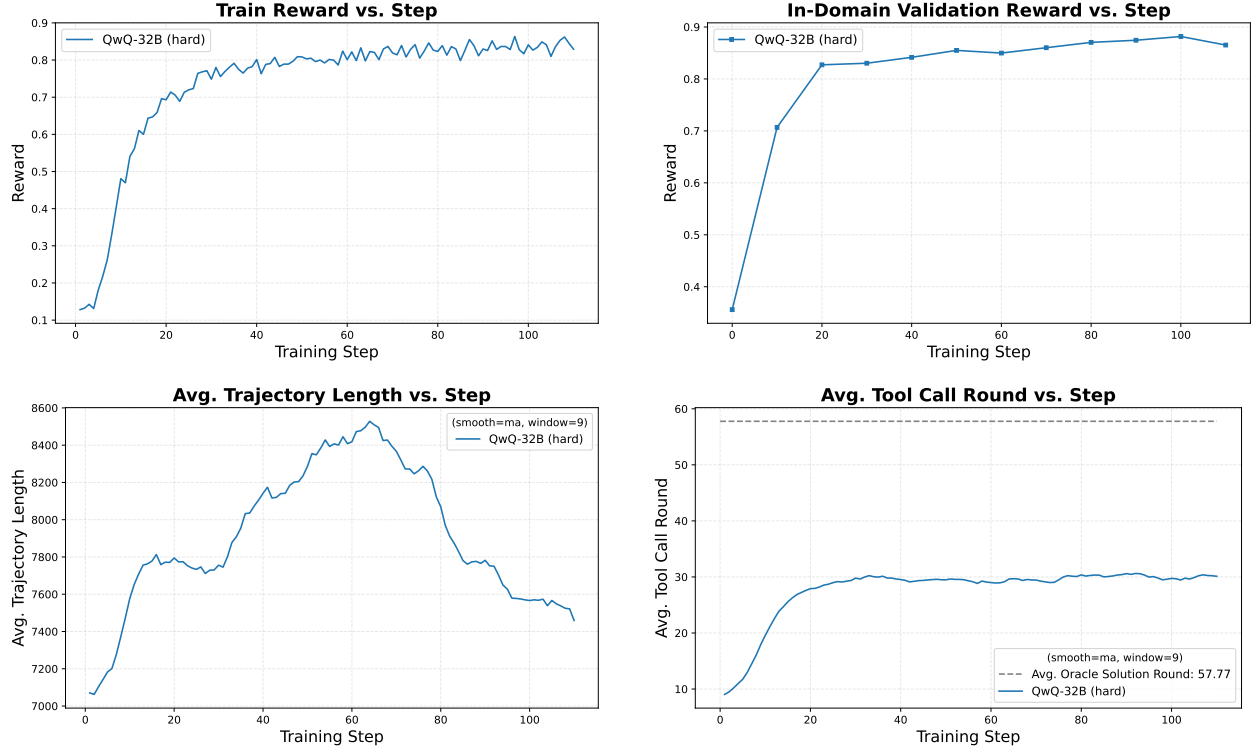 Train Reward vs. Step
0.9
0.8
0.7
0.6
0.5
0.4
0.3
0.2
0.1
Reward
QwQ-32B (hard)
0 20 40 60 80 100
Training Step
In-Domain Validation Reward vs. Step
0.9
0.8
0.7
0.6
0.5
0.4
Reward
QwQ-32B (hard)
0 20 40 60 80 100
Training Step
Avg. Trajectory Length vs. Step
8600
8400
8200
8000
7800
7600
7400
7200
7000
Avg. Trajectory Length
(smooth=ma, window=9)
QwQ-32B (hard)
0 20 40 60 80 100
Training Step
Avg. Tool Call Round vs. Step
60
50
40
30
20
10
Avg. Tool Call Round
(smooth=ma, window=9)
Avg. Oracle Solution Round: 57.77
QwQ-32B (hard)
0 20 40 60 80 100
Training Step